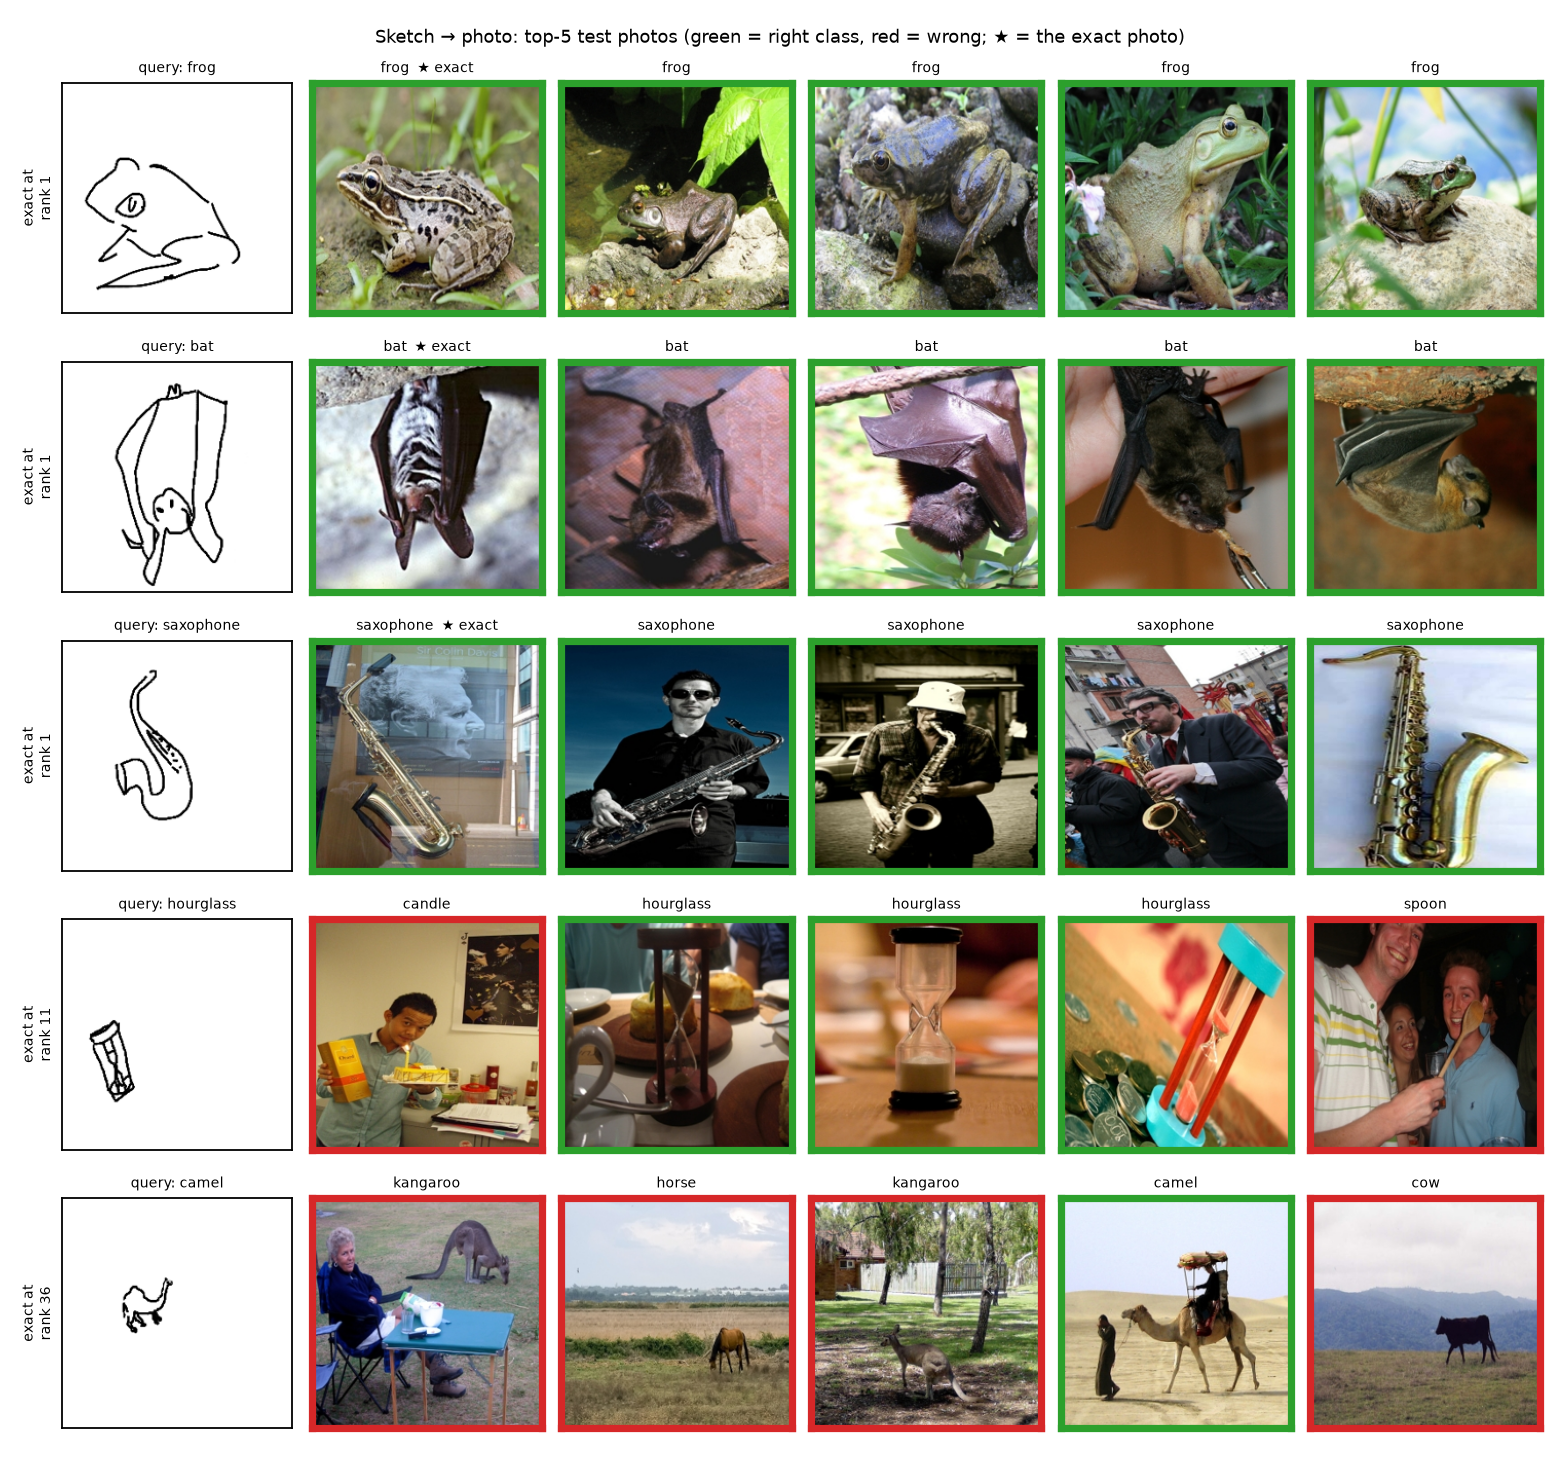 Sketch → photo: top-5 test photos (green = right class, red = wrong; ★ = the exact photo)
query: frog
frog ★ exact
frog
frog
frog
frog
exact at
rank 1
query: bat
bat ★ exact
bat
bat
bat
bat
exact at
rank 1
query: saxophone
saxophone ★ exact
saxophone
saxophone
saxophone
saxophone
exact at
rank 1
Sir Colin Davis
query: hourglass
candle
hourglass
hourglass
hourglass
spoon
exact at
rank 11
query: camel
kangaroo
horse
kangaroo
camel
cow
exact at
rank 36